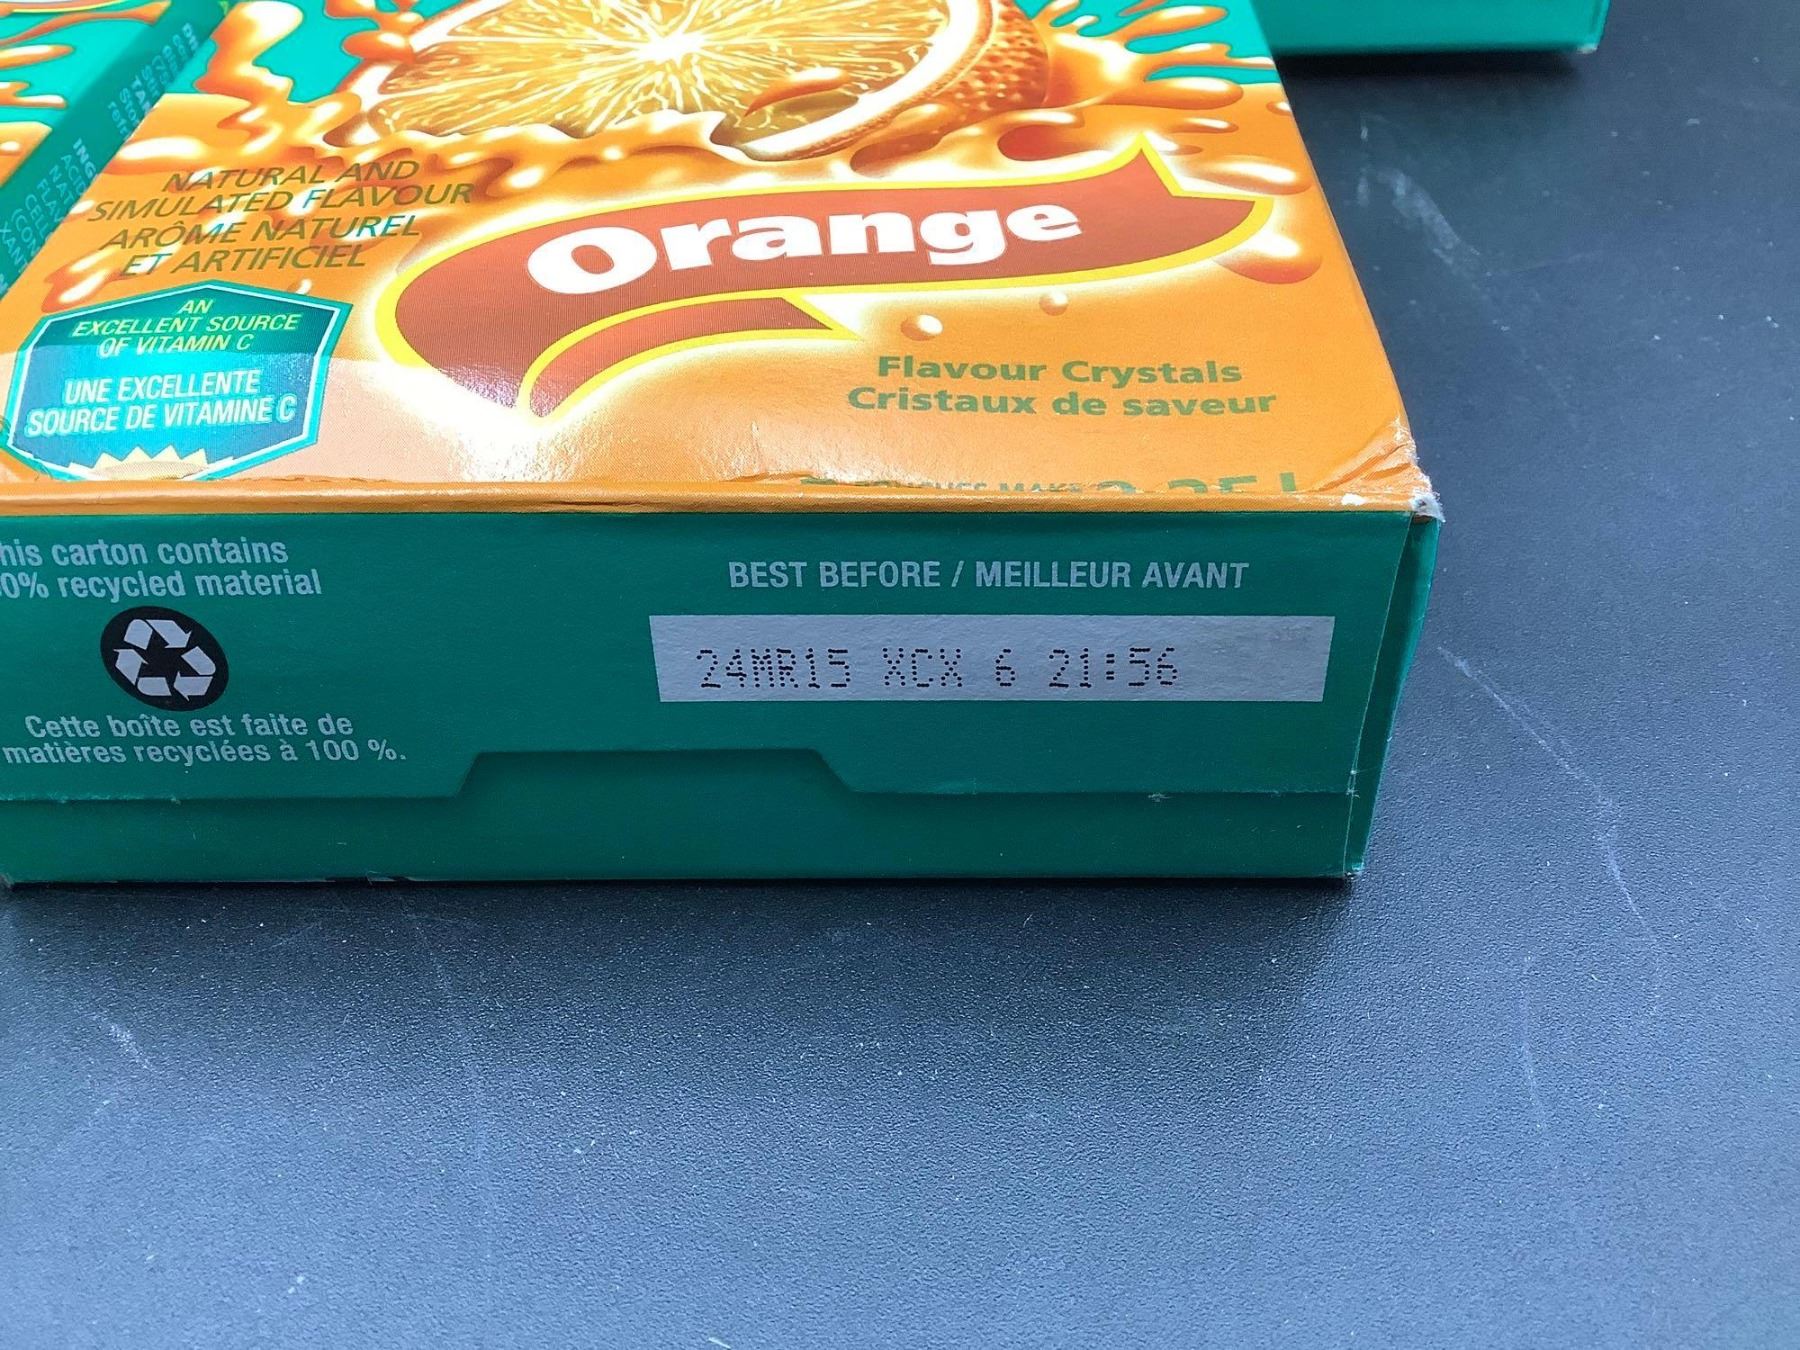 NATURAL AND
SIMULATED FLAVOUR
ARÔME NATUREL
ET ARTIFICIEL
Orange
AN
EXCELLENT SOURCE
OF VITAMIN C
UNE EXCELLENTE
SOURCE DE VITAMINE C
Flavour Crystals
Cristaux de saveur
his carton contains
0% recycled material
Cette boîte est faite de
matières recyclées à 100 %.
BEST BEFORE / MEILLEUR AVANT
24MR15 XCX 6 21:56